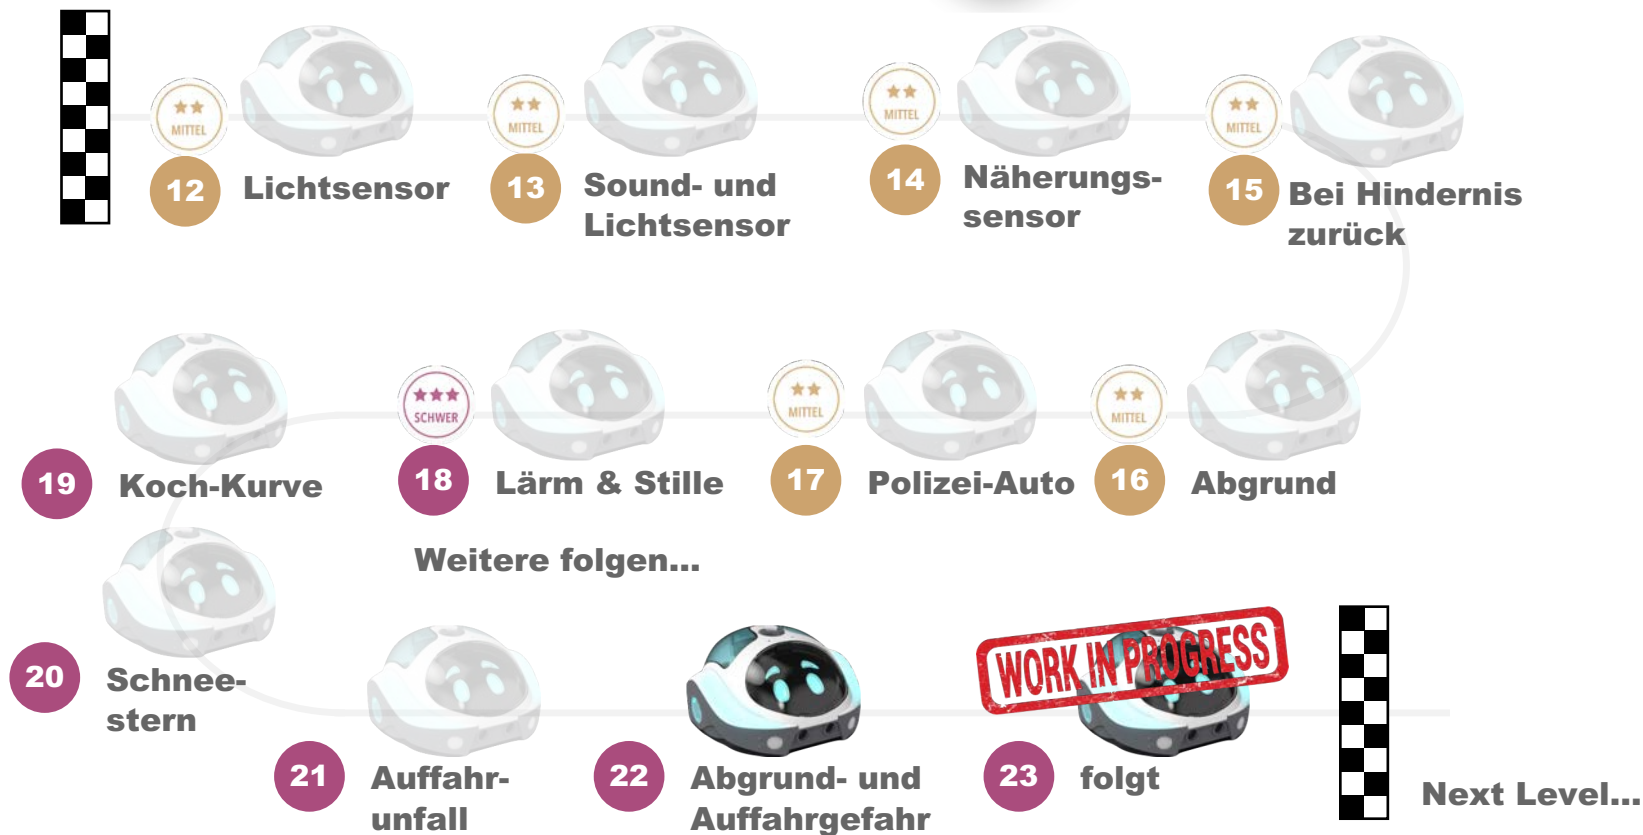 MITTEL
12
Lichtsensor
MITTEL
13
Sound- und
Lichtsensor
MITTEL
14
Näherungs-
sensor
MITTEL
15
Bei Hindernis
zurück
19
Koch-Kurve
SCHWER
18
Lärm & Stille
MITTEL
17
Polizei-Auto
MITTEL
16
Abgrund
Weitere folgen...
20
Schnee-
stern
21
Auffahr-
unfall
22
Abgrund- und
Auffahrgefahr
WORK IN PROGRESS
23
folgt
Next Level...